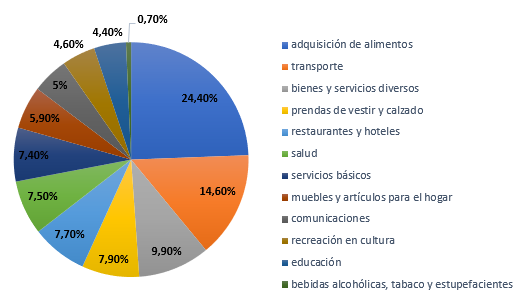 0,70%
4,40%
4,60%
5%
5,90%
7,40%
7,50%
7,70%
7,90%
9,90%
14,60%
24,40%
adquisición de alimentos
transporte
bienes y servicios diversos
prendas de vestir y calzado
restaurantes y hoteles
salud
servicios básicos
muebles y artículos para el hogar
comunicaciones
recreación en cultura
educación
bebidas alcohólicas, tabaco y estupefacientes